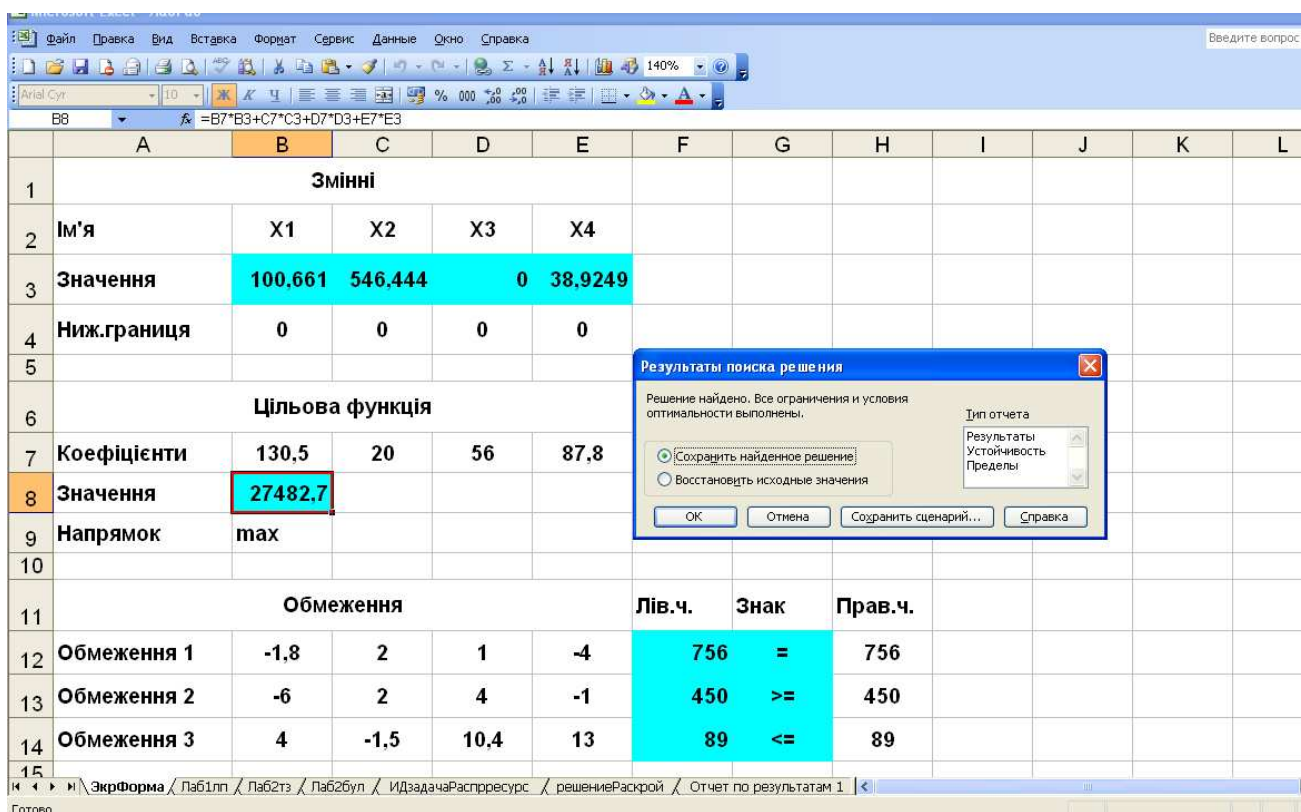 Файл Правка Вид Вставка Формат Сервис Данные Окно Справка Введите вопрос
140%
Arial Cyr 10 Ж К Ч % 000
B8 fx =B7*B3+C7*C3+D7*D3+E7*E3
A B C D E F G H I J K L
1 Змінні
2 Ім'я X1 X2 X3 X4
3 Значення 100,661 546,444 0 38,9249
4 Ниж.границя 0 0 0 0
5
6 Цільова функція
7 Коефіцієнти 130,5 20 56 87,8
8 Значення 27482,7
9 Напрямок max
10
11 Обмеження Лів.ч. Знак Прав.ч.
12 Обмеження 1 -1,8 2 1 -4 756 = 756
13 Обмеження 2 -6 2 4 -1 450 >= 450
14 Обмеження 3 4 -1,5 10,4 13 89 <= 89
15
Результаты поиска решения
Решение найдено. Все ограничения и условия
оптимальности выполнены.
Тип отчета
Результаты
Устойчивость
Пределы
Сохранить найденное решение
Восстановить исходные значения
ОК Отмена Сохранить сценарий... Справка
ЭкрФорма / Лаб1лп / Лаб2тз / Лаб2бул / ИДзадачаРаспрресурс / решениеРаскрой / Отчет по результатам 1
Готово